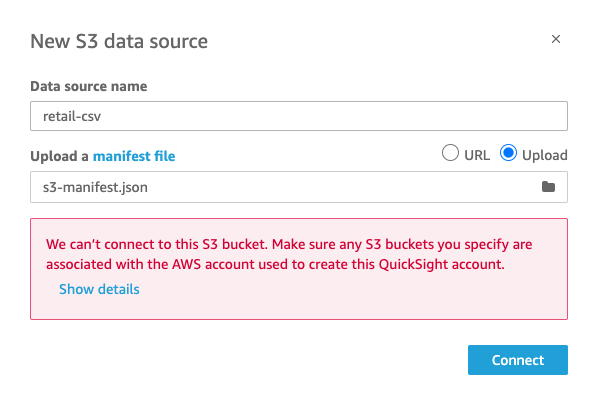 New S3 data source
Data source name
retail-csv
Upload a manifest file
URL
Upload
s3-manifest.json
We can’t connect to this S3 bucket. Make sure any S3 buckets you specify are
associated with the AWS account used to create this QuickSight account.
Show details
Connect